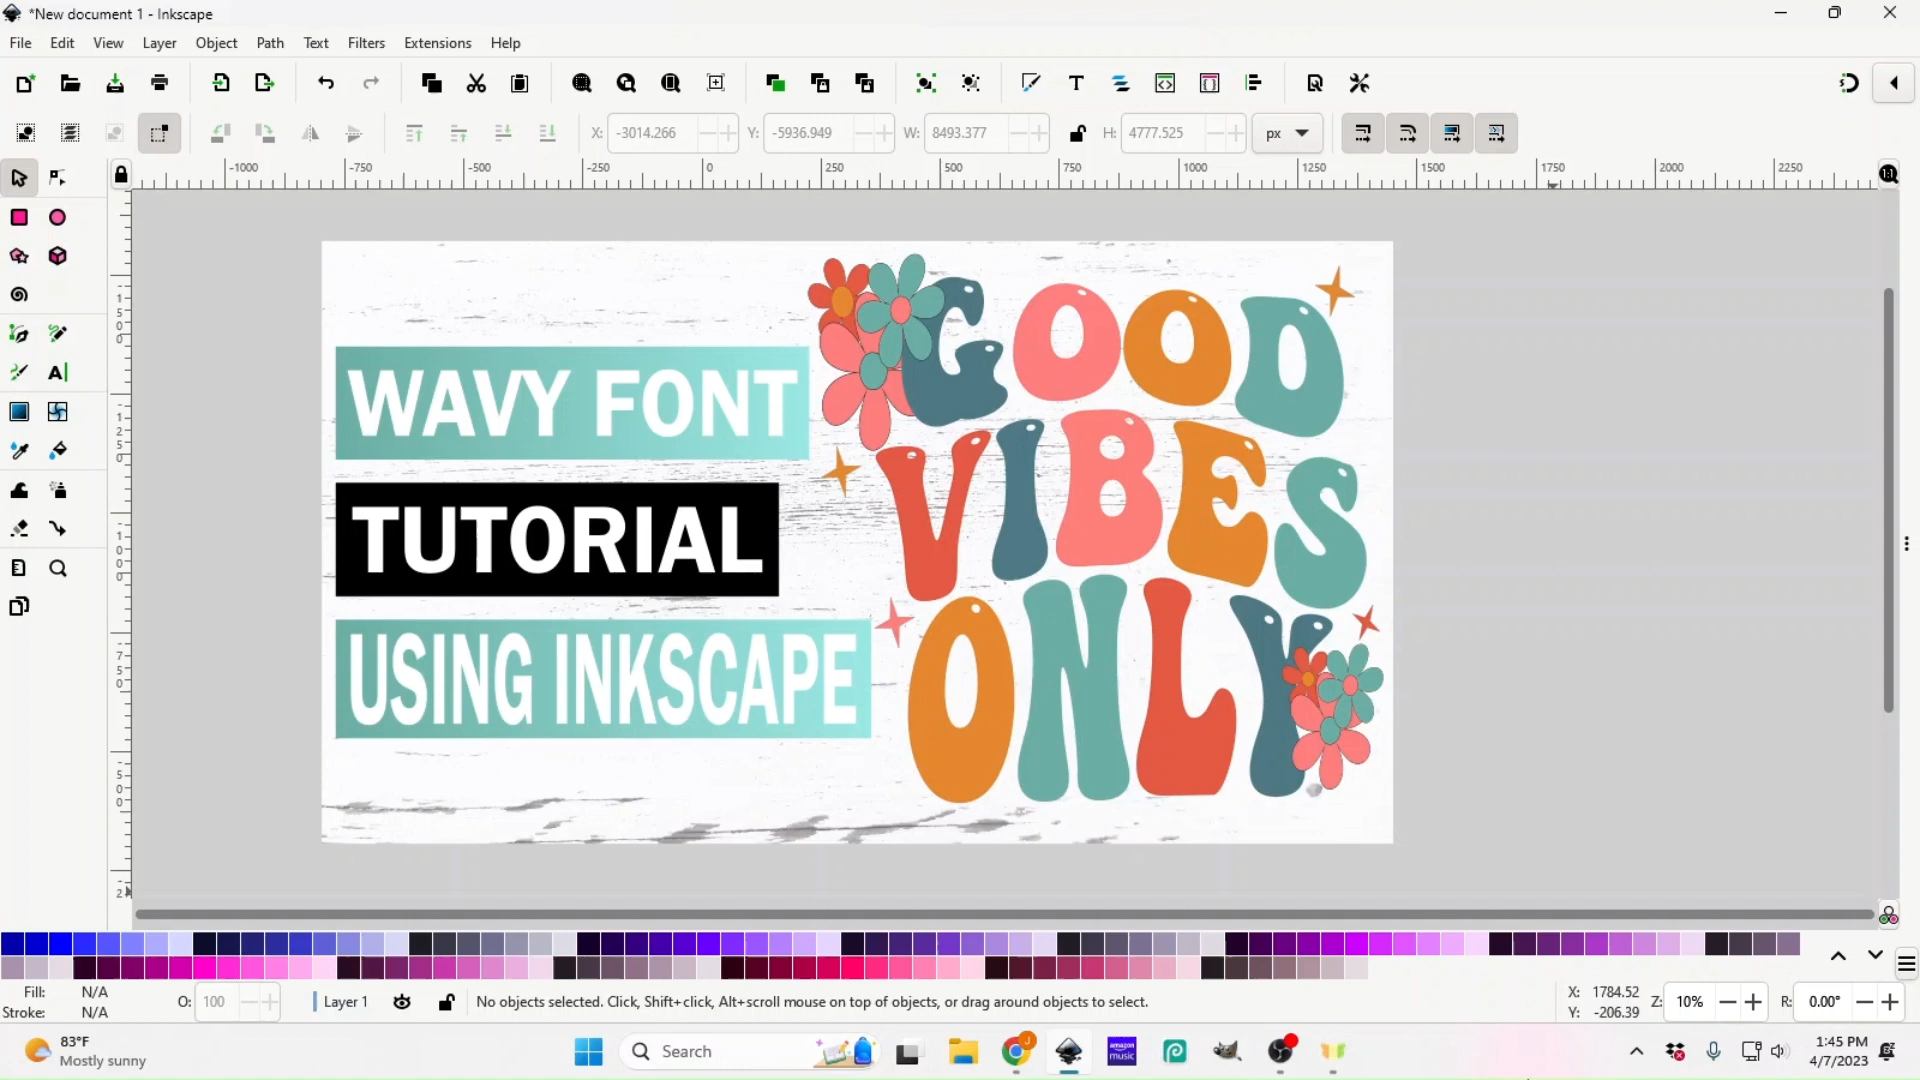 *New document 1 - Inkscape
File Edit View Layer Object Path Text Filters Extensions Help
X: -3014.266 Y: -5936.949 W: 8493.377 H: 4777.525 px
-1000 -750 -500 -250 0 250 500 750 1000 1250 1500 1750 2000 2250
GOOD
WAVY FONT
VIBES
TUTORIAL
ONLY
USING INKSCAPE
Fill: N/A
Stroke: N/A
O: 100
Layer 1
No objects selected. Click, Shift+click, Alt+scroll mouse on top of objects, or drag around objects to select.
X: 1784.52
Y: -206.39
Z: 10%
R: 0.00°
83°F
Mostly sunny
Search
amazon music
1:45 PM
4/7/2023